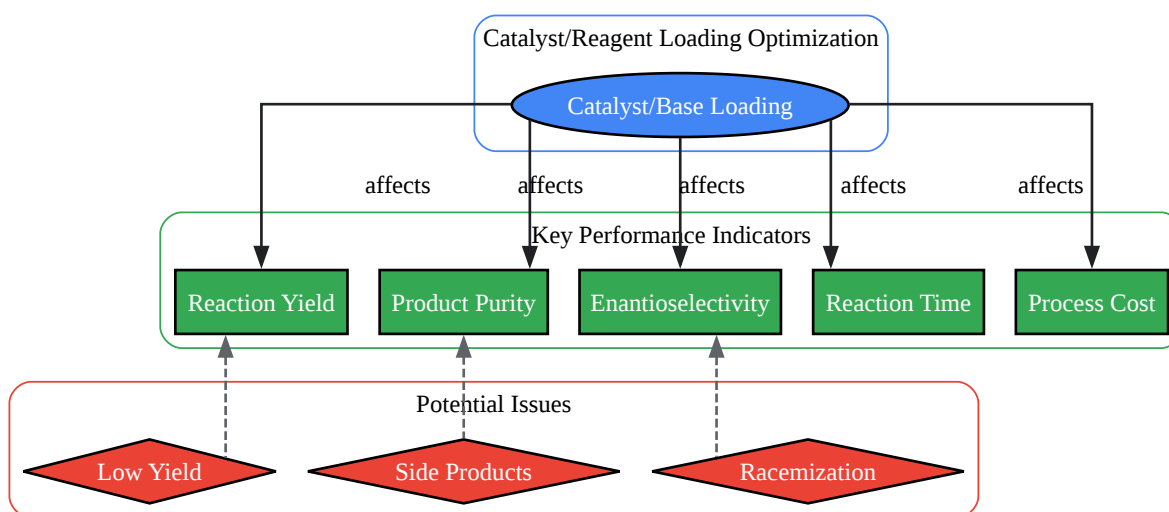 Catalyst/Reagent Loading Optimization
Catalyst/Base Loading
affects affects affects affects affects
Key Performance Indicators
Reaction Yield Product Purity Enantioselectivity Reaction Time Process Cost
Potential Issues
Low Yield Side Products Racemization